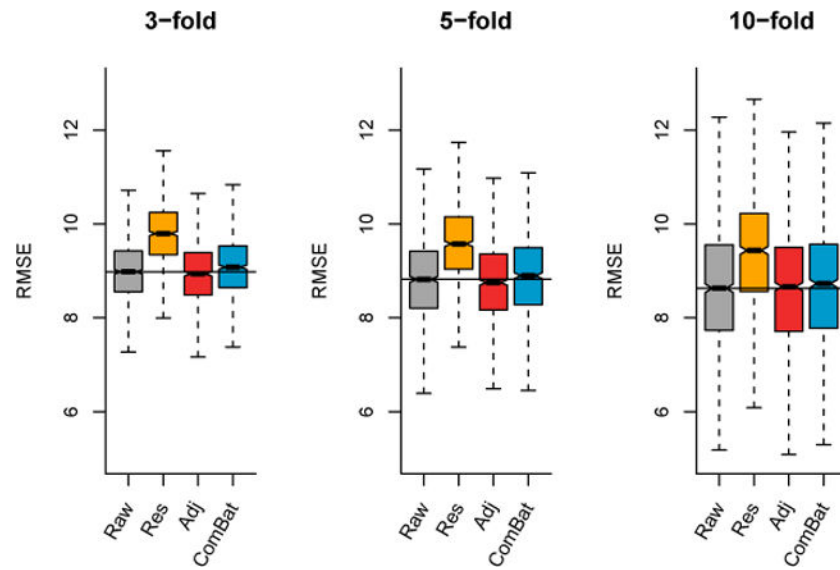 3−fold
5−fold
10−fold
RMSE
12
10
8
6
Raw
Res
Adj
ComBat
RMSE
12
10
8
6
Raw
Res
Adj
ComBat
RMSE
12
10
8
6
Raw
Res
Adj
ComBat